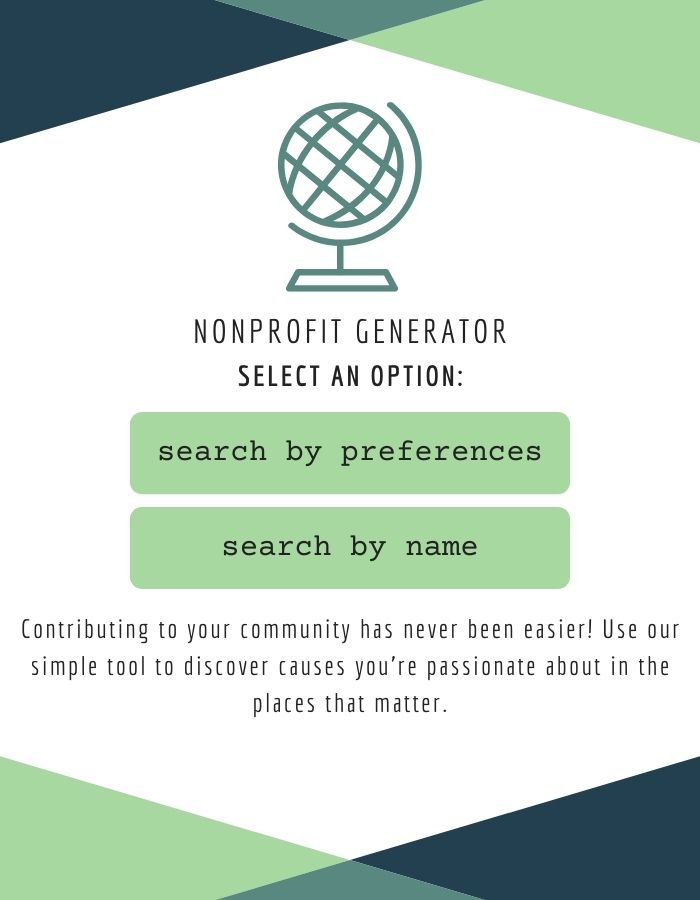 NONPROFIT GENERATOR
SELECT AN OPTION:
search by preferences
search by name
Contributing to your community has never been easier! Use our
simple tool to discover causes you’re passionate about in the
places that matter.